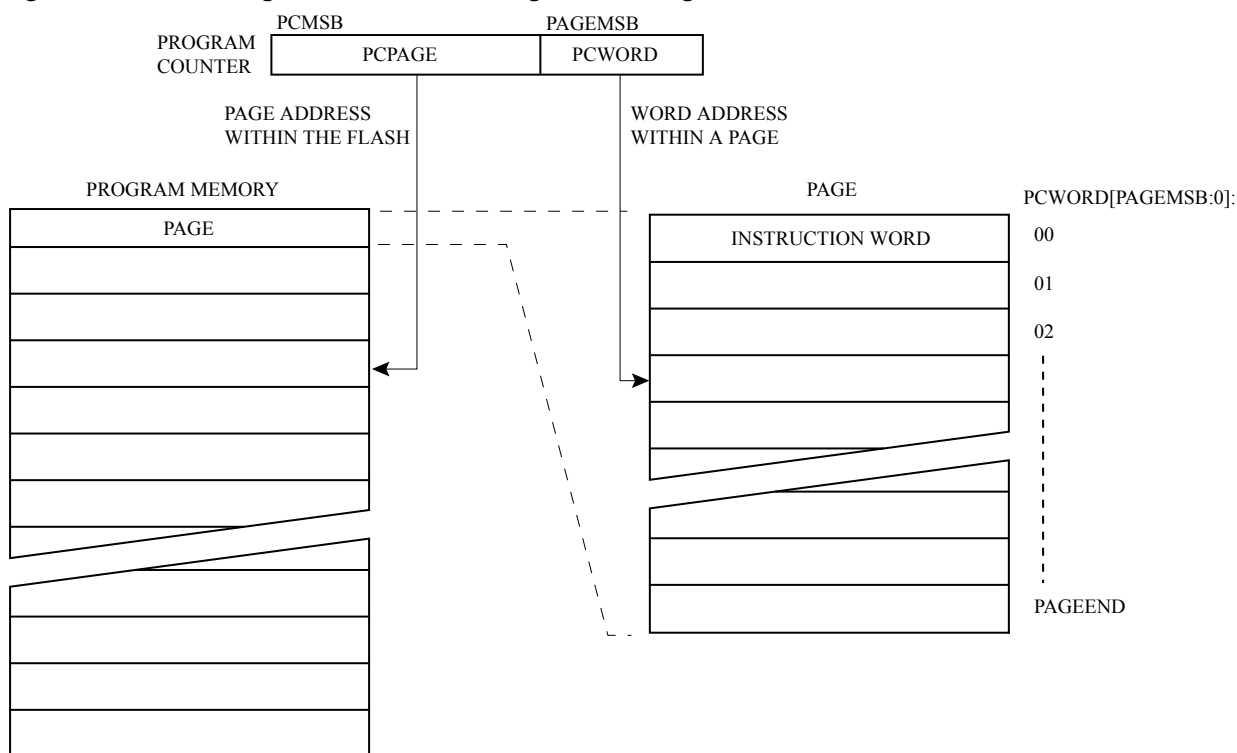 PCMSB
PAGEMSB
PROGRAM
COUNTER
PCPAGE
PCWORD
PAGE ADDRESS
WITHIN THE FLASH
WORD ADDRESS
WITHIN A PAGE
PROGRAM MEMORY
PAGE
PAGE
PCWORD[PAGEMSB:0]:
INSTRUCTION WORD
00
01
02
PAGEEND